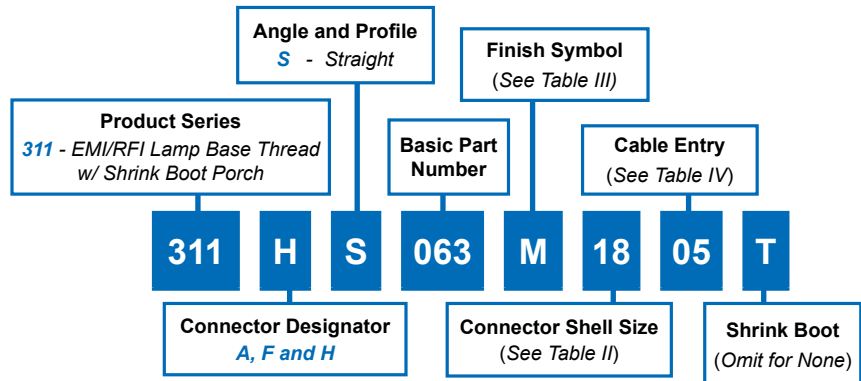 Angle and Profile
S - Straight
Finish Symbol
(See Table III)
Product Series
311 - EMI/RFI Lamp Base Thread
w/ Shrink Boot Porch
Basic Part
Number
Cable Entry
(See Table IV)
311 H S 063 M 18 05 T
Connector Designator
A, F and H
Connector Shell Size
(See Table II)
Shrink Boot
(Omit for None)